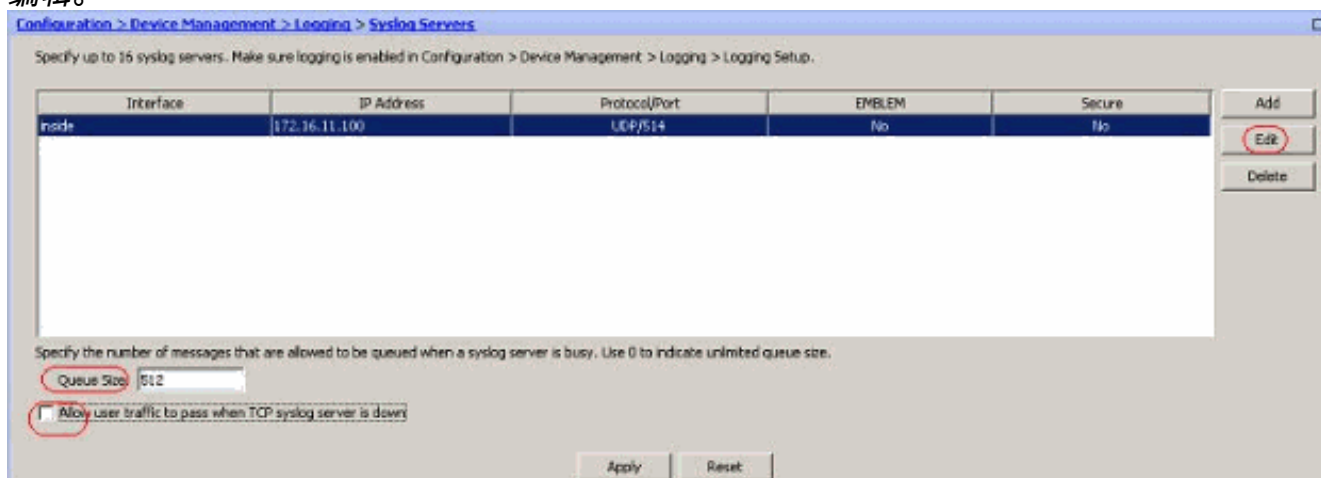 编辑。
Configuration > Device Management > Logging > Syslog Servers
Specify up to 16 syslog servers. Make sure logging is enabled in Configuration > Device Management > Logging > Logging Setup.
Interface IP Address Protocol/Port EMBLEM Secure Add
inside 172.16.11.100 UDP/514 No No
Edit
Delete
Specify the number of messages that are allowed to be queued when a syslog server is busy. Use 0 to indicate unlimited queue size.
Queue Size 512
Allow user traffic to pass when TCP syslog server is down
Apply Reset